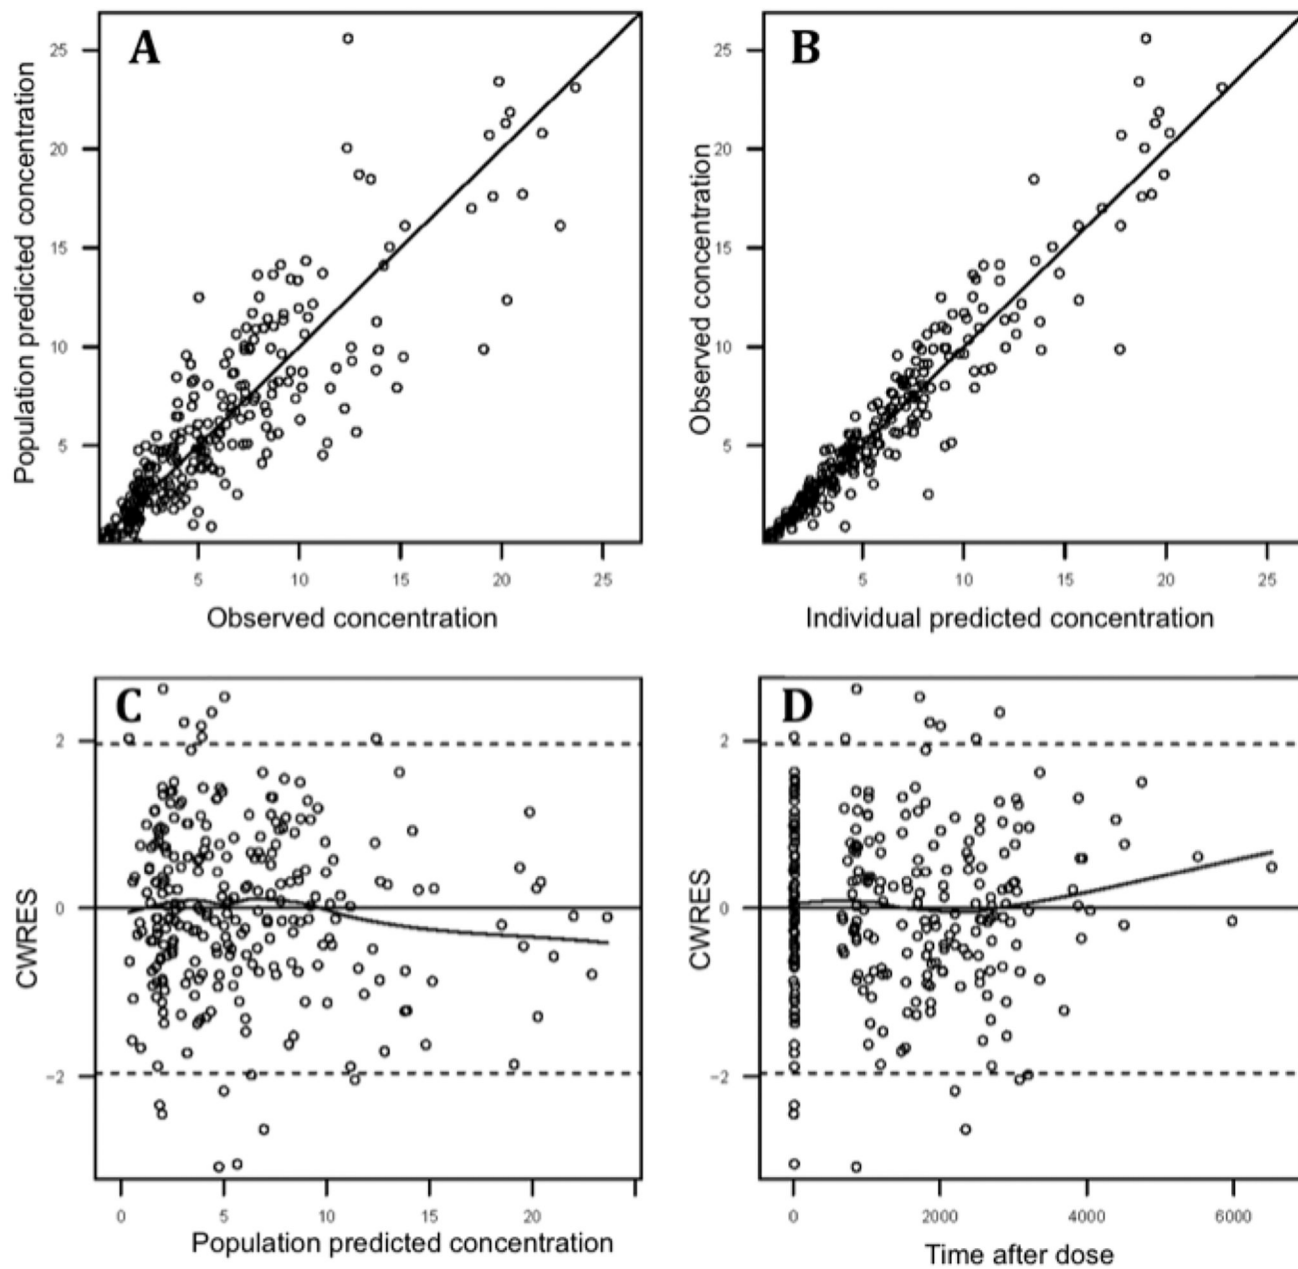 A
Population predicted concentration
25
20
15
10
5
5 10 15 20 25
Observed concentration
B
Observed concentration
25
20
15
10
5
5 10 15 20 25
Individual predicted concentration
C
CWRES
2
0
−2
0 5 10 15 20
Population predicted concentration
D
CWRES
2
0
−2
0 2000 4000 6000
Time after dose